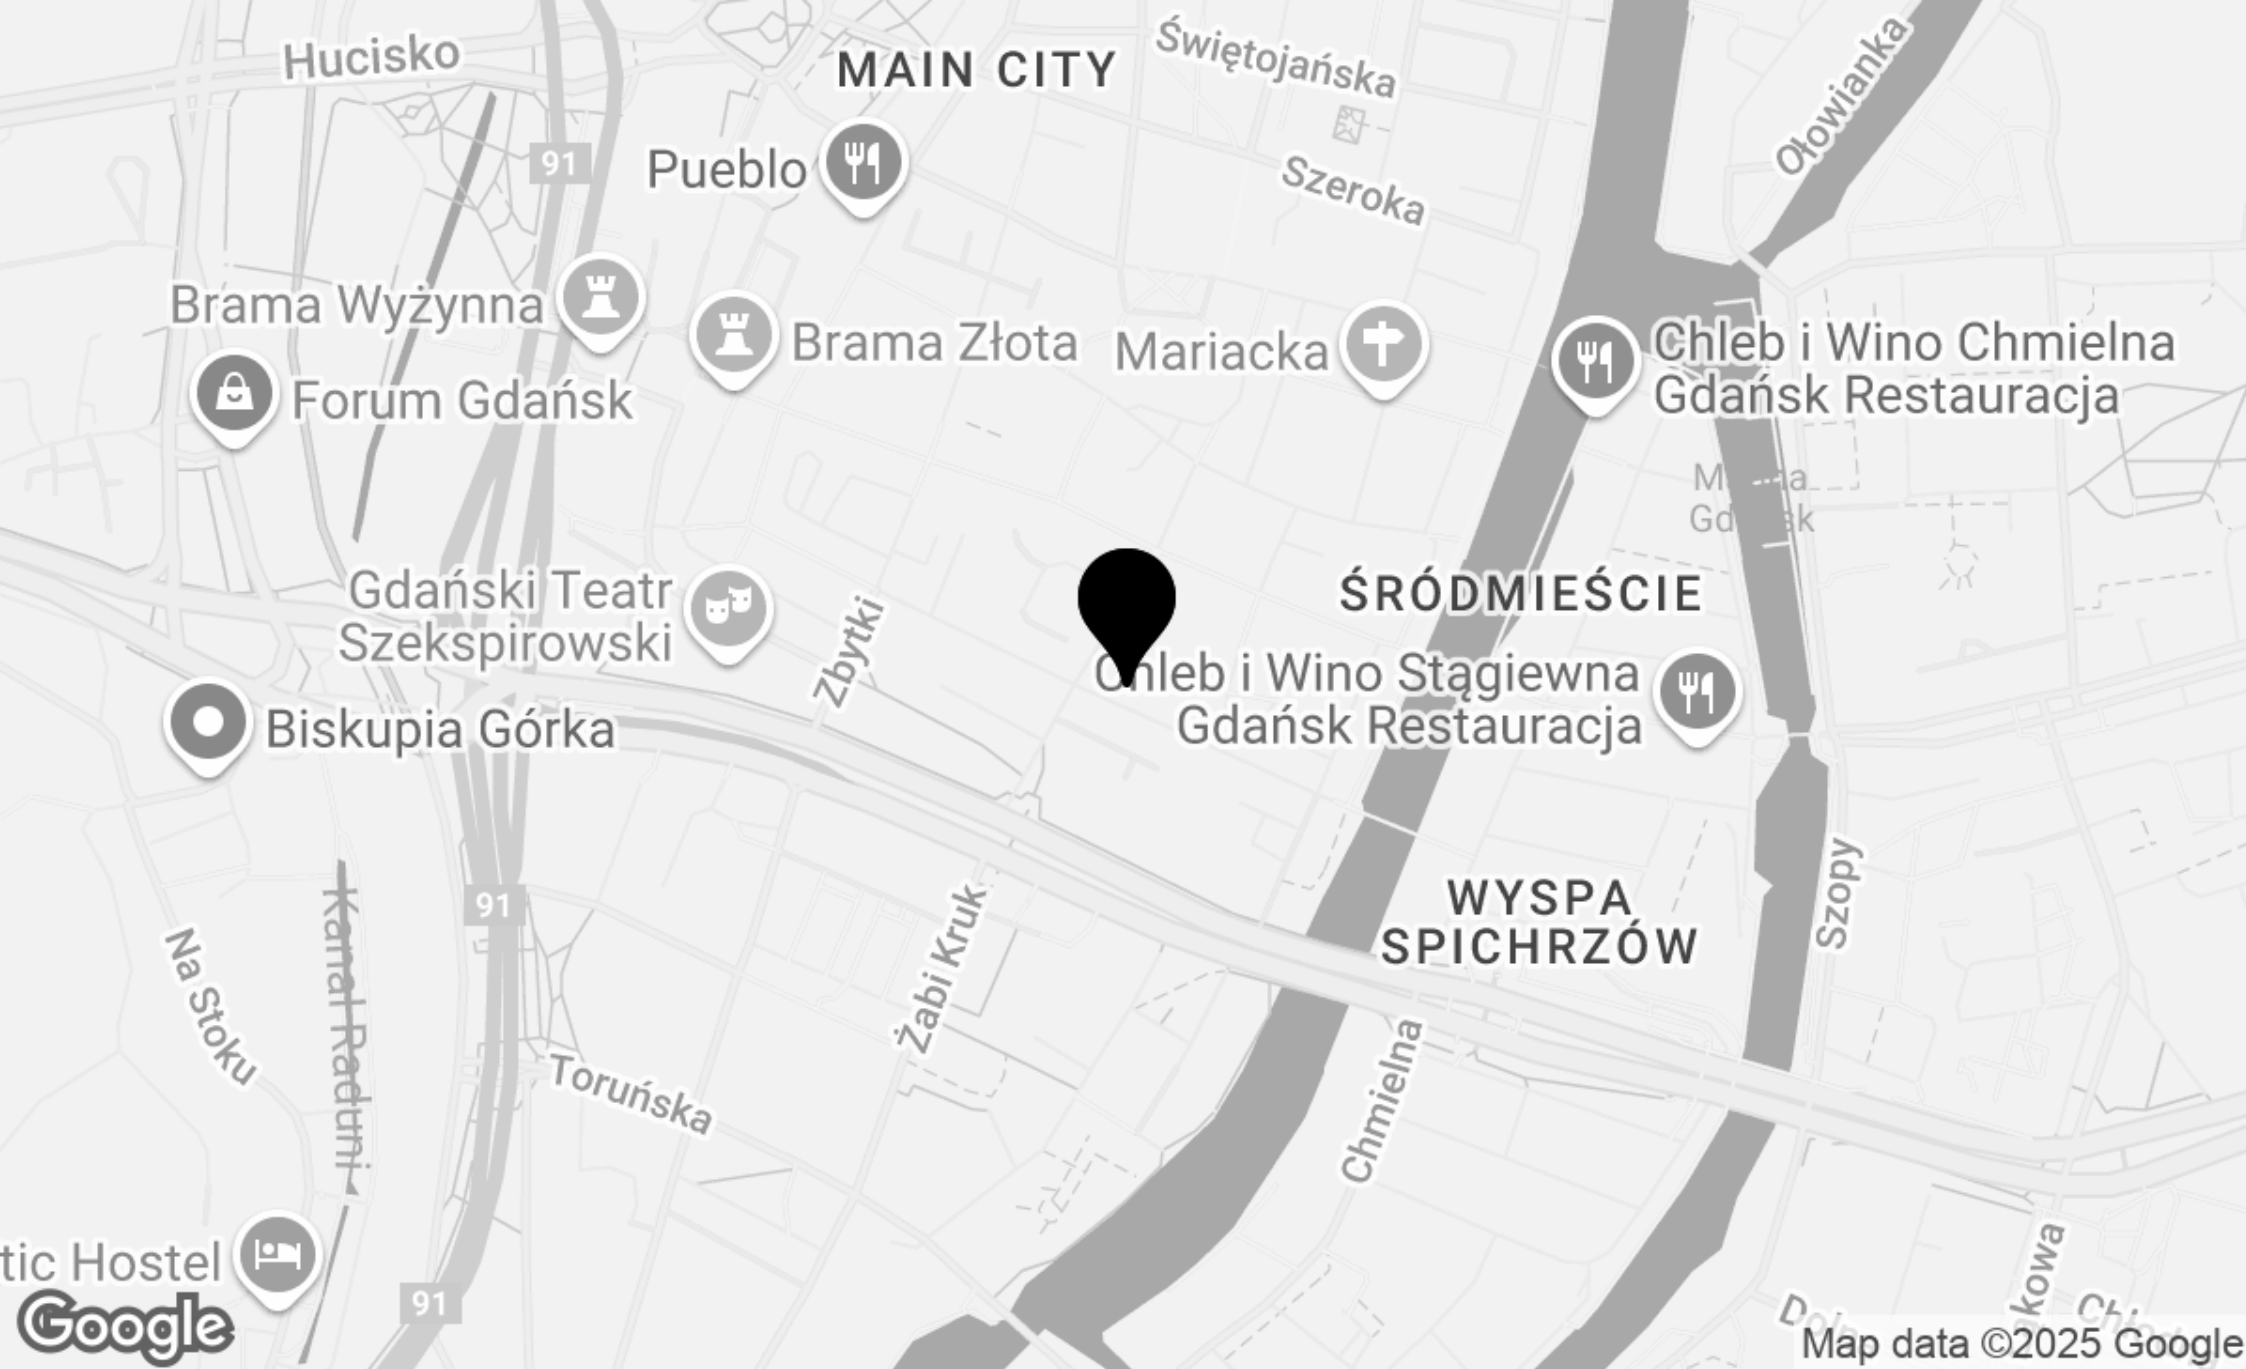 Hucisko
MAIN CITY
Świętojańska
Ołowianka
91
Pueblo
Szeroka
Brama Wyżynna
Brama Złota
Mariacka
Chleb i Wino Chmielna
Gdańsk Restauracja
Forum Gdańsk
Gdański Teatr
Szekspirowski
Zbytki
ŚRÓDMIEŚCIE
Chleb i Wino Stągiewna
Gdańsk Restauracja
Biskupia Górka
WYSPA
SPICHRZÓW
Szopy
91
Kanał Raduni
Na Stoku
Żabi Kruk
Toruńska
Chmielna
tic Hostel
91
Google
Map data ©2025 Google